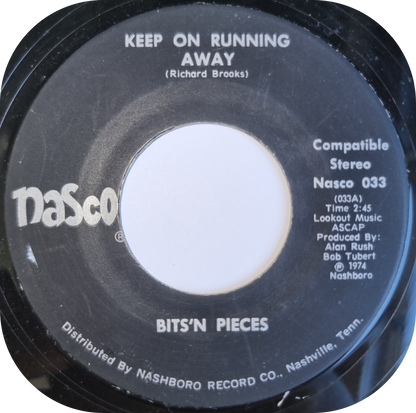 KEEP ON RUNNING
AWAY
(Richard Brooks)
Compatible
Stereo
Nasco 033
(033A)
Time 2:45
Lookout Music
ASCAP
Produced By:
Alan Rush
Bob Tubert
℗ 1974
Nashboro
nasco®
BITS'N PIECES
Distributed By NASHBORO RECORD CO., Nashville, Tenn.